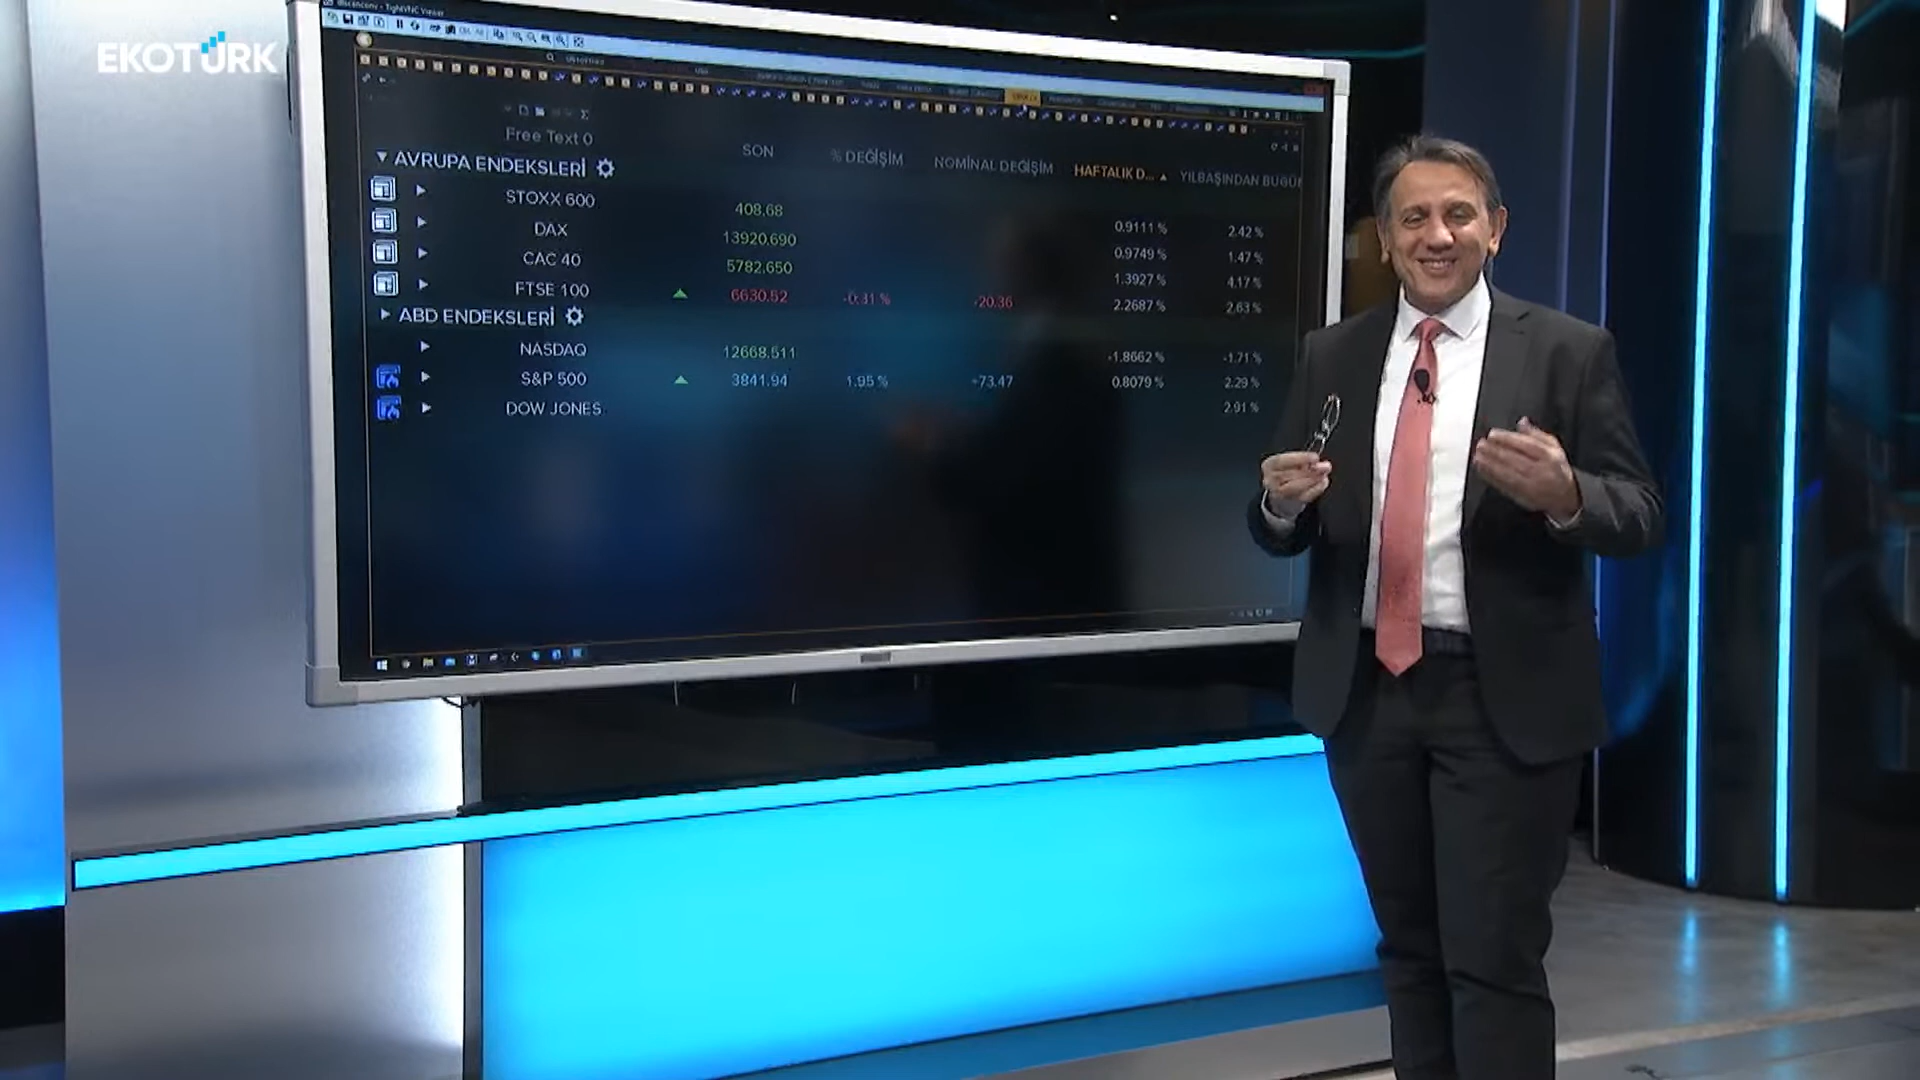 EKOTÜRK
TightVNC Viewer
Free Text 0
SON
% DEĞİŞİM
NOMİNAL DEĞİŞİM
HAFTALIK D...
YILBAŞINDAN BUGÜN
AVRUPA ENDEKSLERİ
STOXX 600 408.68 0.9111 % 2.42 %
DAX 13920.690 0.9749 % 1.47 %
CAC 40 5782.650 1.3927 % 4.17 %
FTSE 100 6630.52 -0.31 % -20.36 2.2687 % 2.63 %
ABD ENDEKSLERİ
NASDAQ 12668.511 -1.8662 % -1.71 %
S&P 500 3841.94 1.95 % +73.47 0.8079 % 2.29 %
DOW JONES 2.91 %